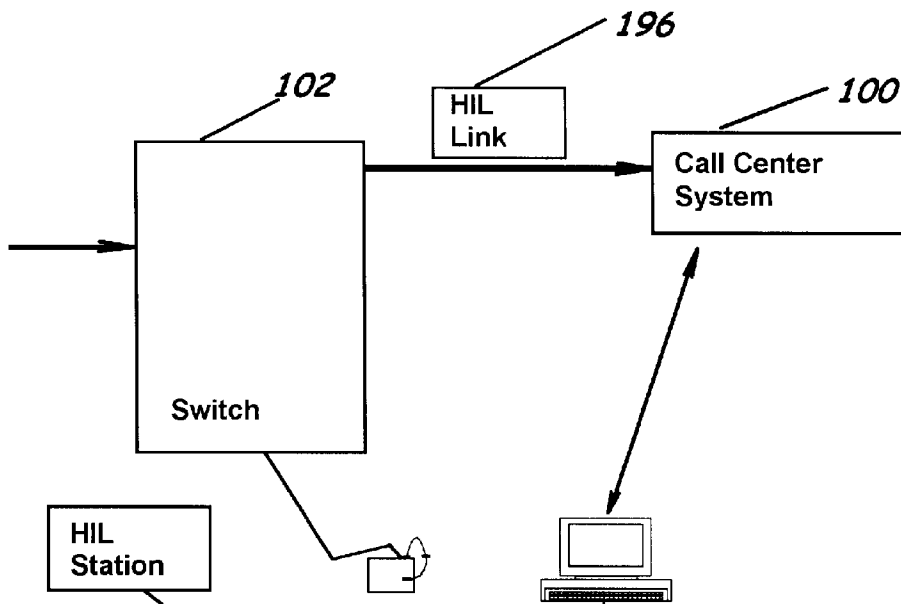 196
102
HIL
Link
100
Call Center
System
Switch
HIL
Station